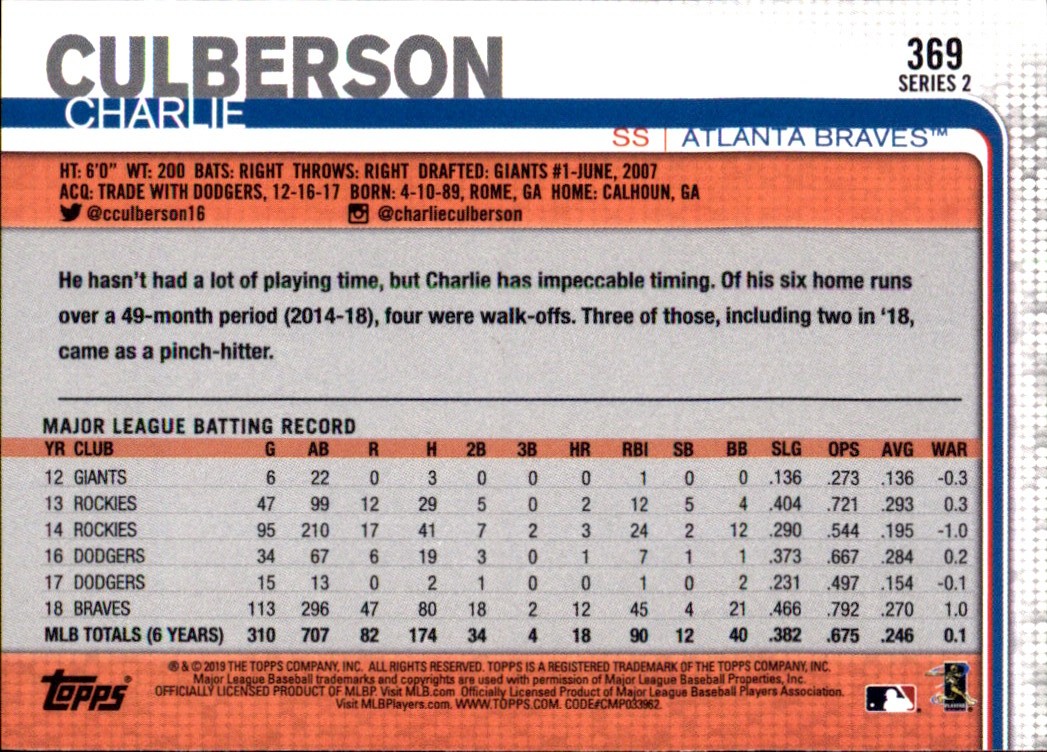 CULBERSON
CHARLIE
369
SERIES 2
SS | ATLANTA BRAVES™
HT: 6'0" WT: 200 BATS: RIGHT THROWS: RIGHT DRAFTED: GIANTS #1-JUNE, 2007
ACQ: TRADE WITH DODGERS, 12-16-17 BORN: 4-10-89, ROME, GA HOME: CALHOUN, GA
@cculberson16 @charlieculberson
He hasn't had a lot of playing time, but Charlie has impeccable timing. Of his six home runs
over a 49-month period (2014-18), four were walk-offs. Three of those, including two in '18,
came as a pinch-hitter.
MAJOR LEAGUE BATTING RECORD
YR CLUB G AB R H 2B 3B HR RBI SB BB SLG OPS AVG WAR
12 GIANTS 6 22 0 3 0 0 0 1 0 0 .136 .273 .136 -0.3
13 ROCKIES 47 99 12 29 5 0 2 12 5 4 .404 .721 .293 0.3
14 ROCKIES 95 210 17 41 7 2 3 24 2 12 .290 .544 .195 -1.0
16 DODGERS 34 67 6 19 3 0 1 7 1 1 .373 .667 .284 0.2
17 DODGERS 15 13 0 2 1 0 0 1 0 2 .231 .497 .154 -0.1
18 BRAVES 113 296 47 80 18 2 12 45 4 21 .466 .792 .270 1.0
MLB TOTALS (6 YEARS) 310 707 82 174 34 4 18 90 12 40 .382 .675 .246 0.1
® & © 2019 THE TOPPS COMPANY, INC. ALL RIGHTS RESERVED. TOPPS IS A REGISTERED TRADEMARK OF THE TOPPS COMPANY, INC.
Major League Baseball trademarks and copyrights are used with permission of Major League Baseball Properties, Inc.
OFFICIALLY LICENSED PRODUCT OF MLBP. Visit MLB.com Officially Licensed Product of Major League Baseball Players Association.
Visit MLBPlayers.com. WWW.TOPPS.COM. CODE#CMP033962
topps®